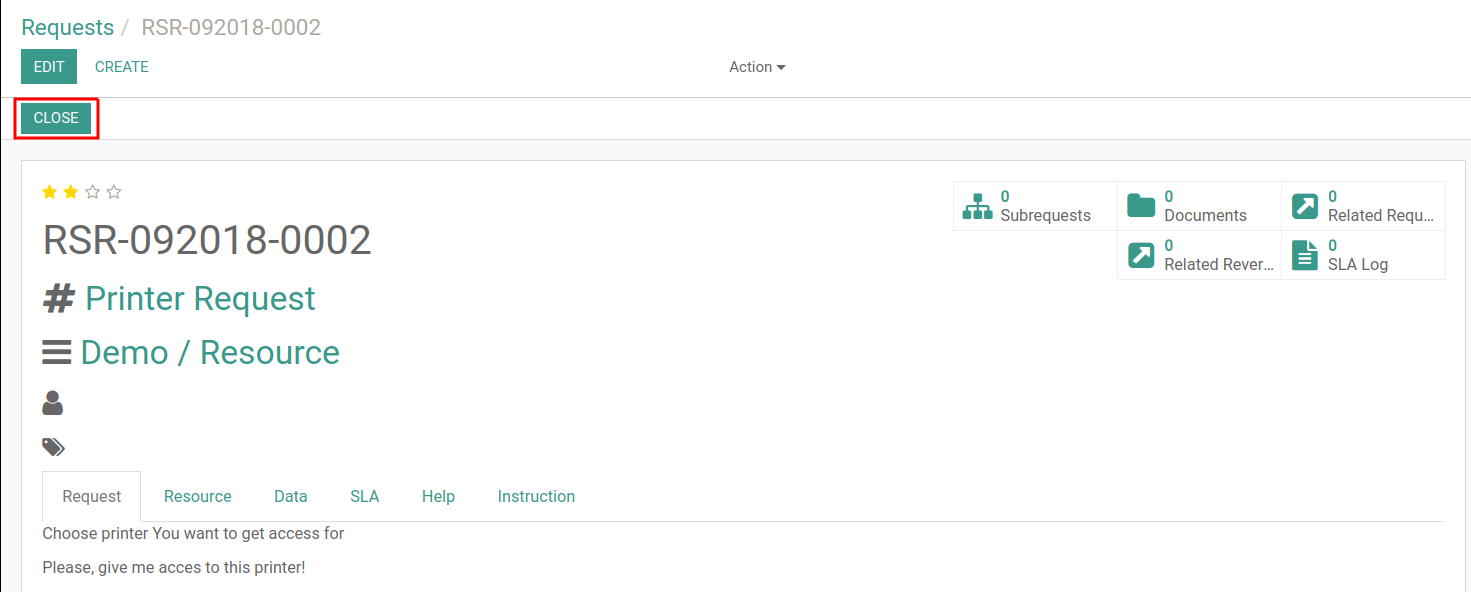 Requests / RSR-092018-0002
EDIT CREATE Action
CLOSE
0
Subrequests
0
Documents
0
Related Requ...
0
Related Rever...
0
SLA Log
RSR-092018-0002
# Printer Request
Demo / Resource
Request Resource Data SLA Help Instruction
Choose printer You want to get access for
Please, give me acces to this printer!